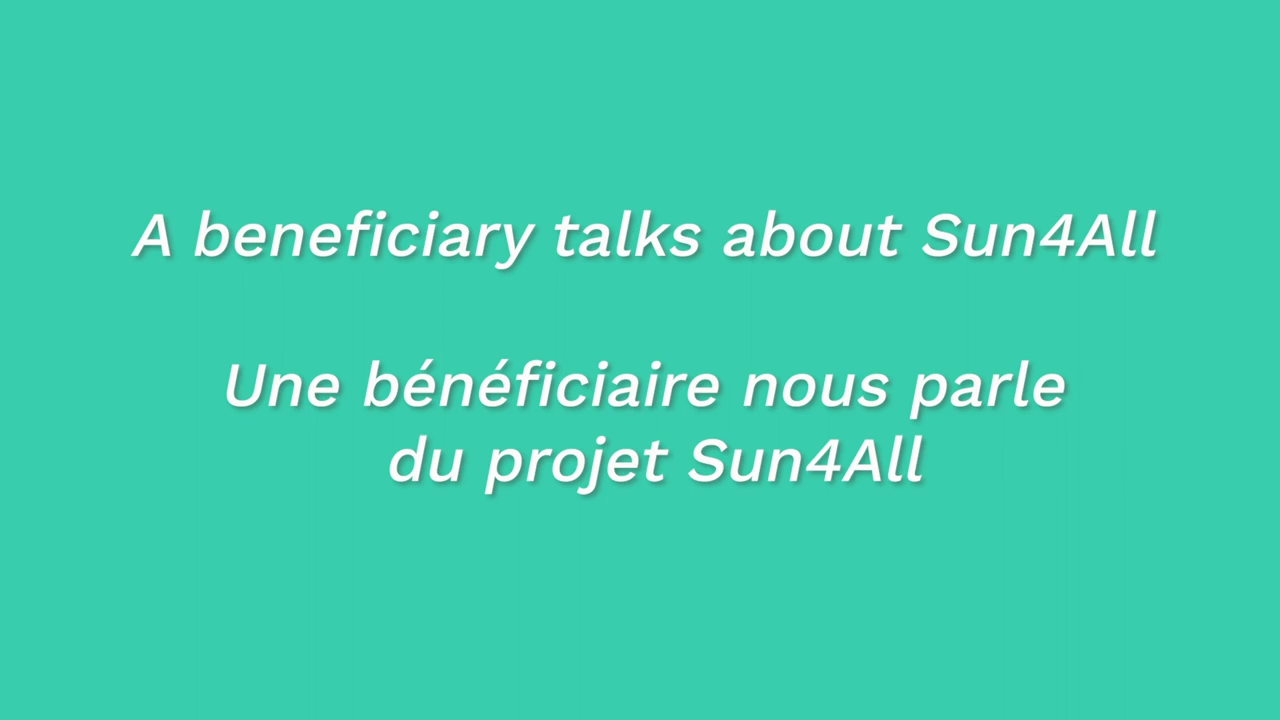 A beneficiary talks about Sun4All
Une bénéficiaire nous parle
du projet Sun4All